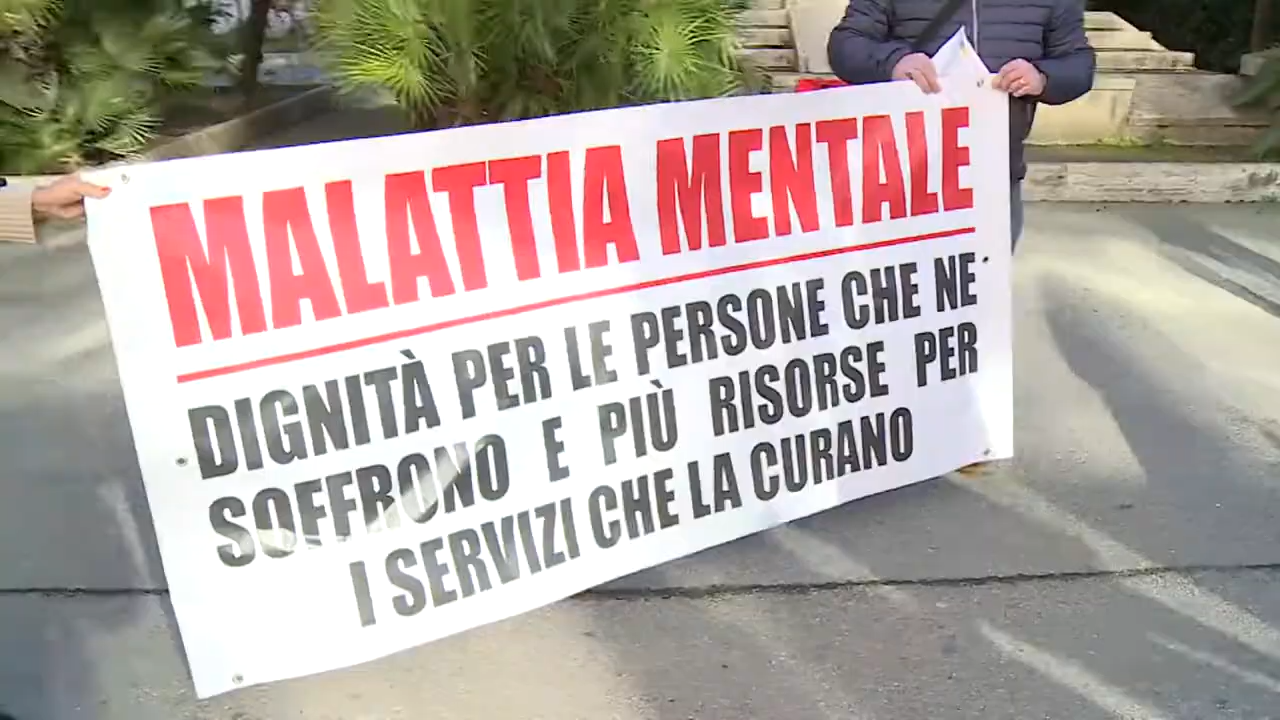 MALATTIA MENTALE
DIGNITÀ PER LE PERSONE CHE NE
SOFFRONO E PIÙ RISORSE PER
I SERVIZI CHE LA CURANO